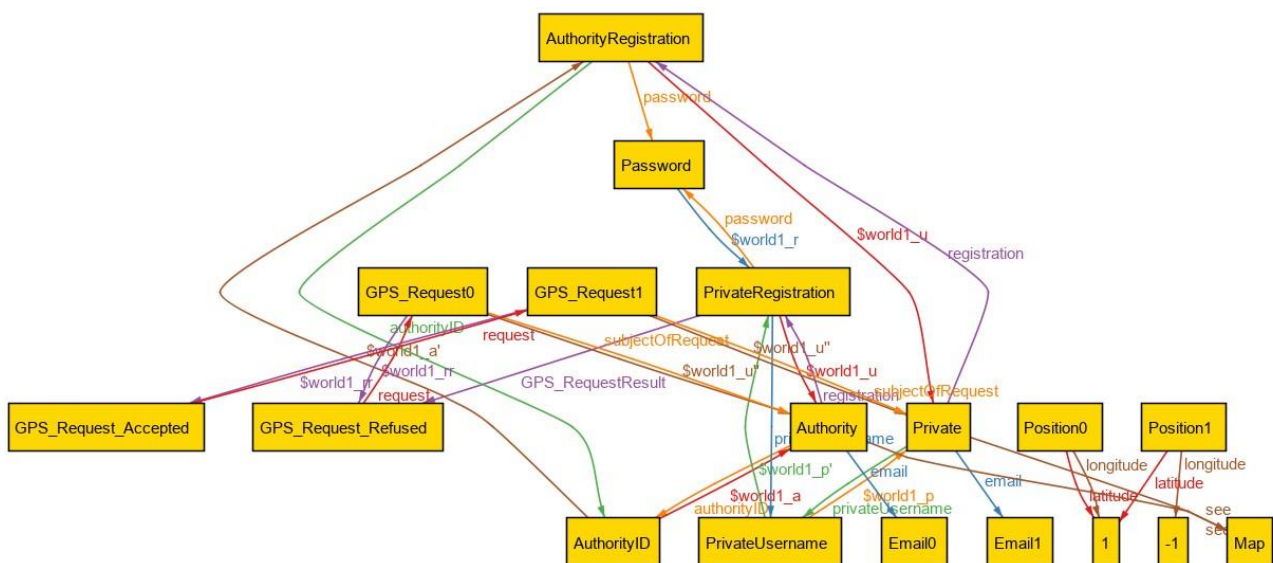 AuthorityRegistration
password
Password
password
$world1_r
$world1_u
registration
GPS_Request0
GPS_Request1
PrivateRegistration
authorityID
request
subjectOfRequest
$world1_u"
$world1_a'
$world1_rr
$world1_rr
$world1_u"
$world1_u
GPS_RequestResult
request
registration
subjectOfRequest
GPS_Request_Accepted
GPS_Request_Refused
Authority
Private
Position0
Position1
longitude
longitude
$world1_p'
email
email
latitude
latitude
$world1_a
$world1_p
authorityID
privateUsername
see
see
AuthorityID
PrivateUsername
Email0
Email1
1
-1
Map